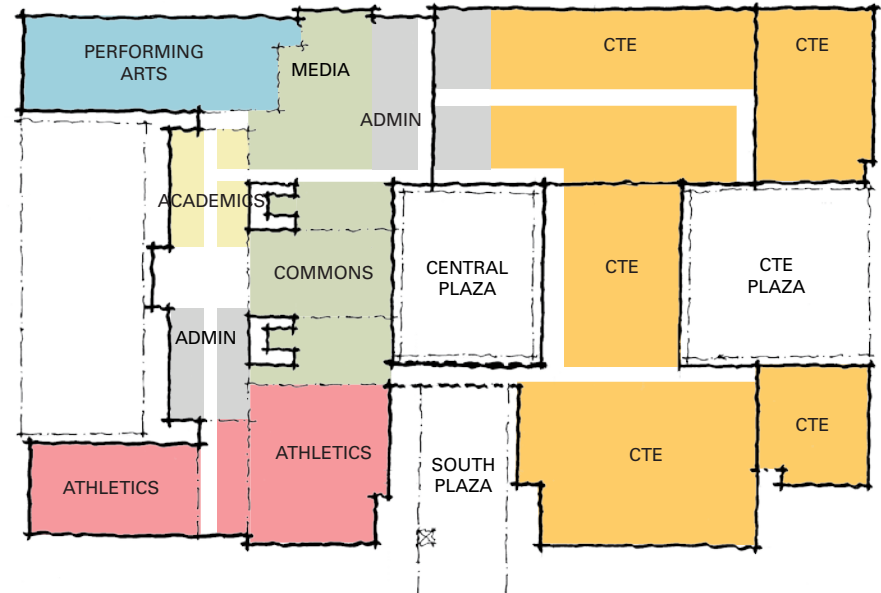 PERFORMING
ARTS
MEDIA
CTE
CTE
ADMIN
ACADEMICS
COMMONS
CENTRAL
PLAZA
CTE
CTE
PLAZA
ADMIN
ATHLETICS
ATHLETICS
SOUTH
PLAZA
CTE
CTE